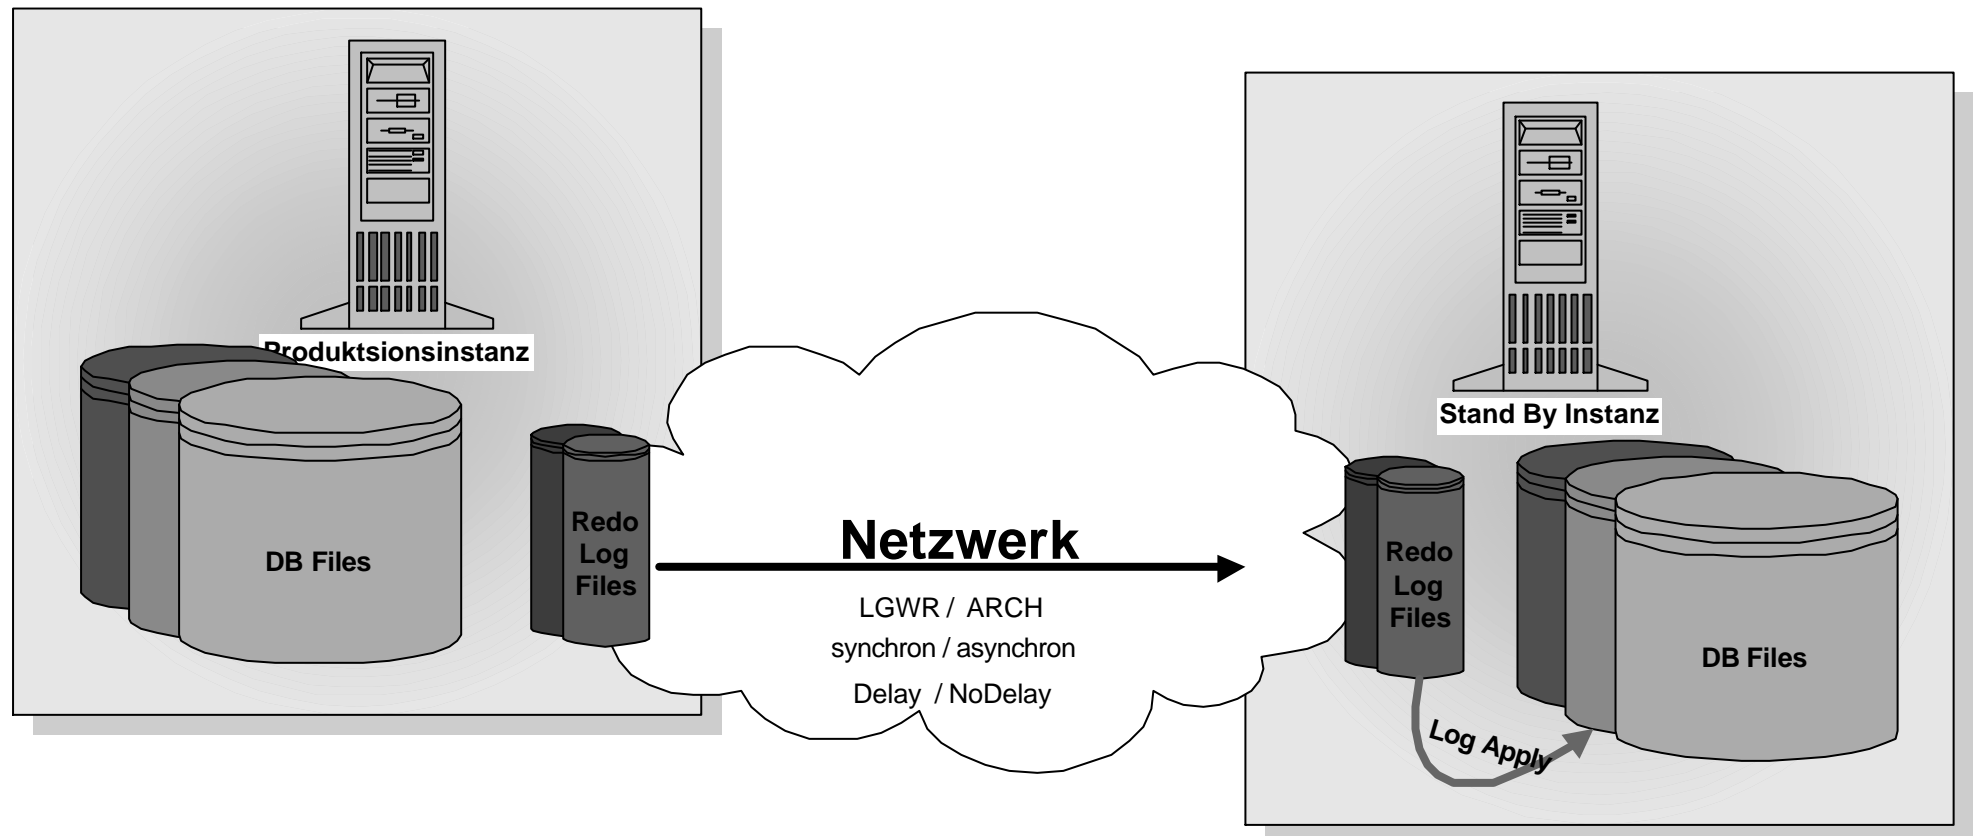 Produktsionsinstanz
DB Files
Redo
Log
Files
Netzwerk
LGWR / ARCH
synchron / asynchron
Delay / NoDelay
Stand By Instanz
Redo
Log
Files
DB Files
Log Apply